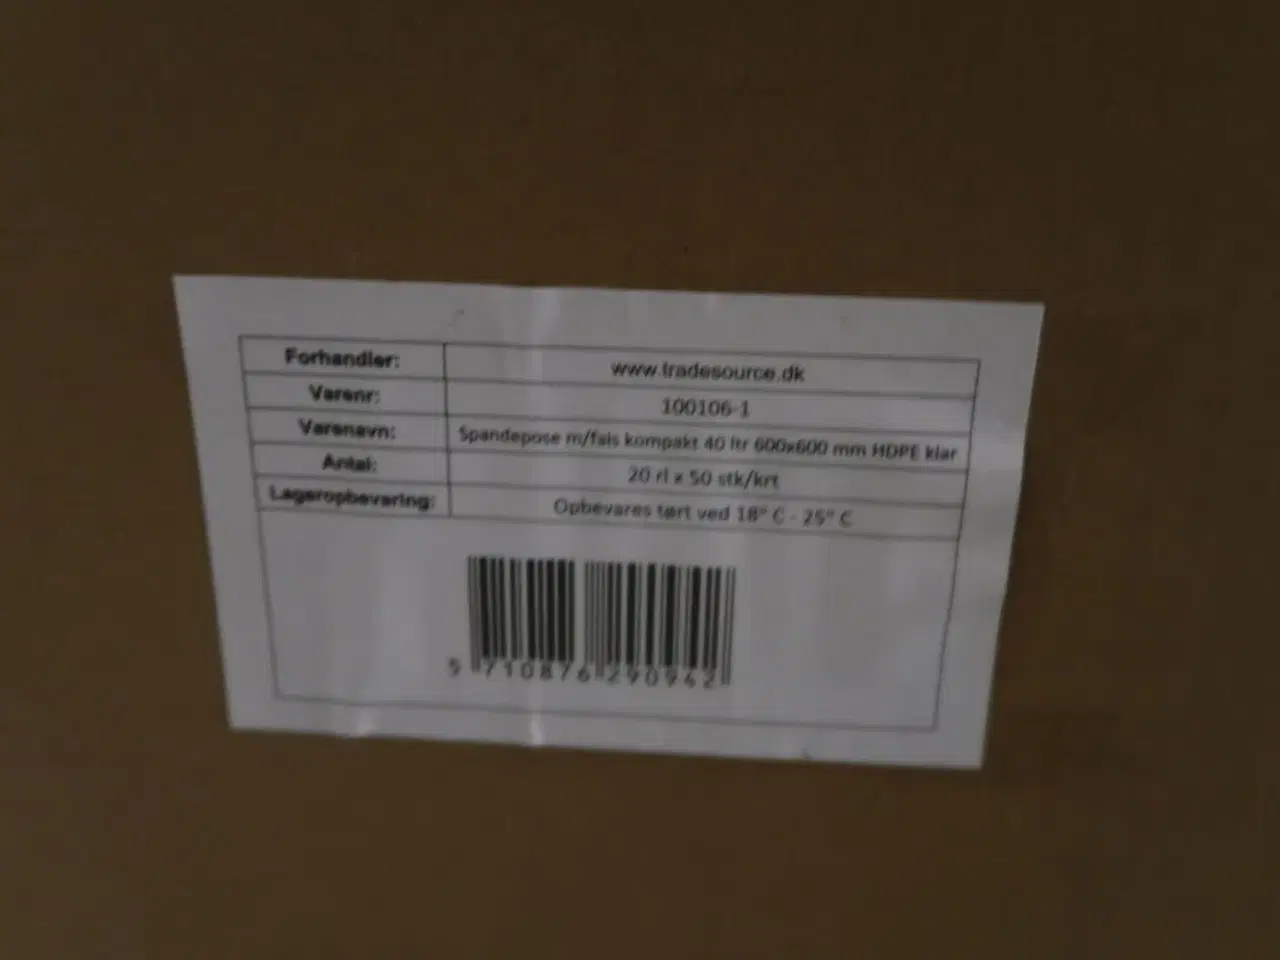 Forhandler: www.tradesource.dk
Varenr: 100106-1
Varenavn: Spandepose m/fals kompakt 40 ltr 600x600 mm HDPE klar
Antal: 20 rl x 50 stk/krt
Lageropbevaring: Opbevares tørt ved 18° C - 25° C
5 710876 290942